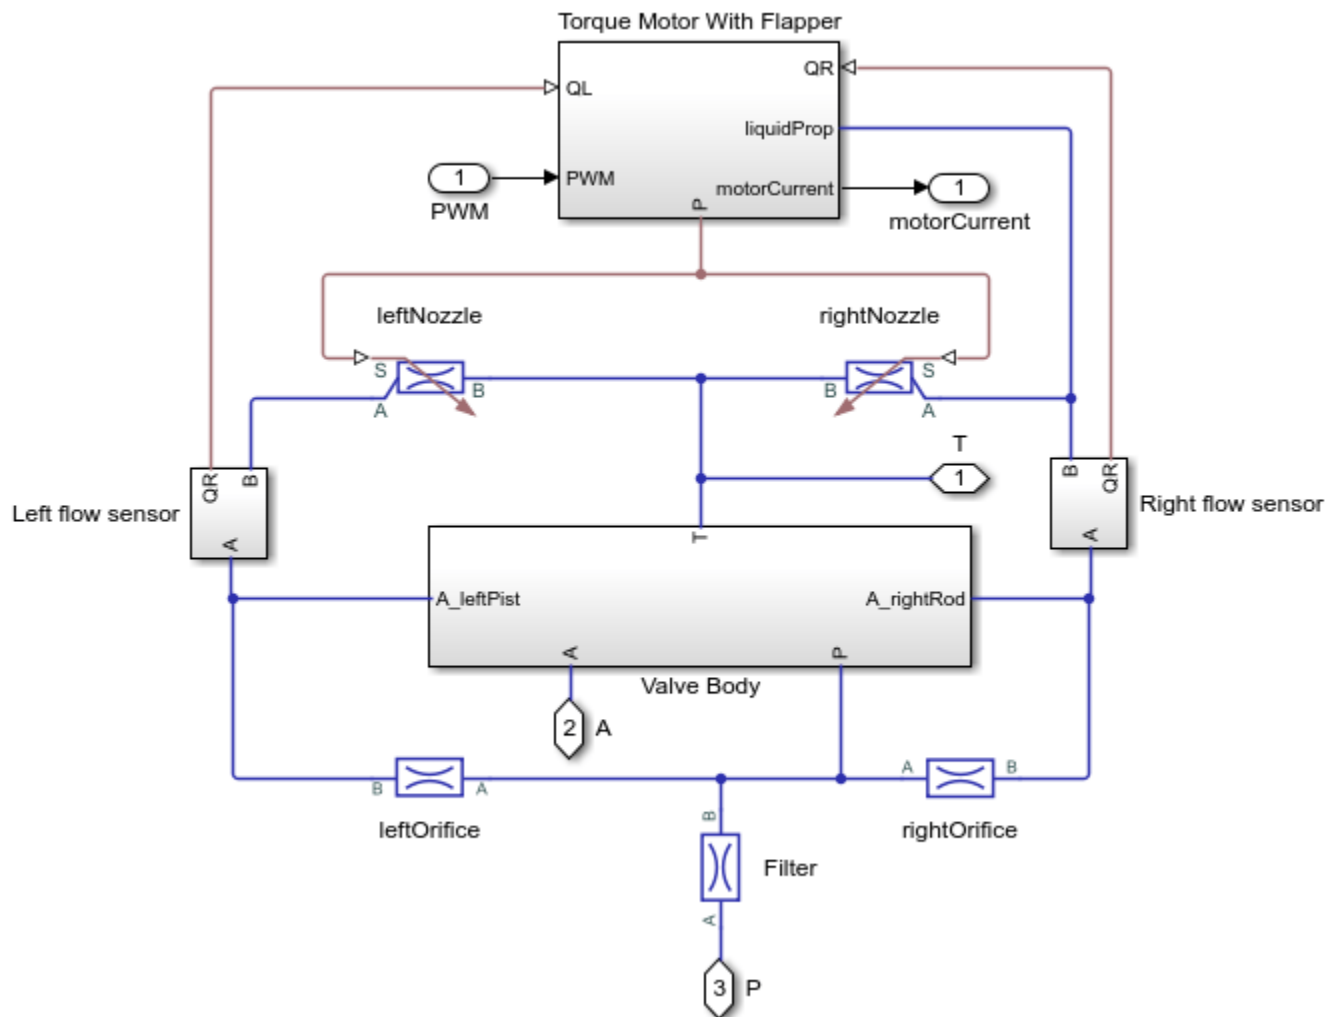 Torque Motor With Flapper
QR
QL
liquidProp
1
PWM
motorCurrent
1
P
PWM
motorCurrent
leftNozzle
rightNozzle
S
S
B
B
A
A
T
1
QR
B
B
QR
Left flow sensor
Right flow sensor
A
A
T
A_leftPist
A_rightRod
A
P
Valve Body
2
A
B
A
A
B
leftOrifice
rightOrifice
B
Filter
A
3
P